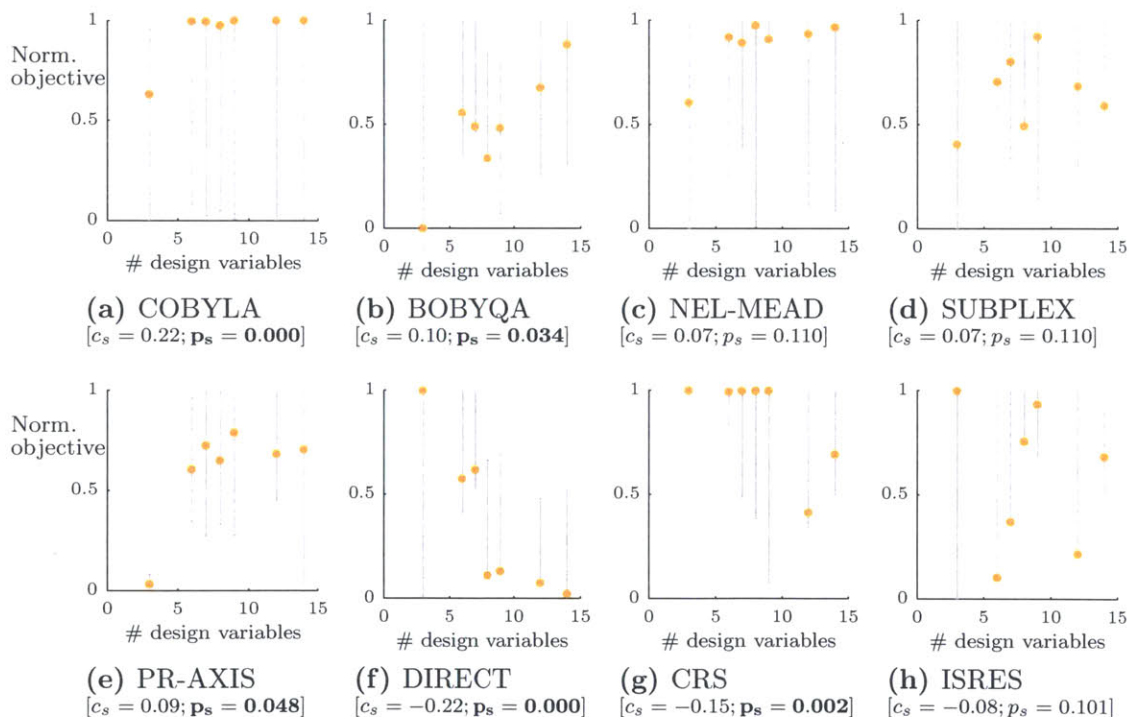 1
1
1
1
Norm.
objective
0.5
0.5
0.5
0.5
0
0
0
0
0 5 10 15
0 5 10 15
0 5 10 15
0 5 10 15
# design variables
# design variables
# design variables
# design variables
(a) COBYLA
(b) BOBYQA
(c) NEL-MEAD
(d) SUBPLEX
[c_s = 0.22; p_s = 0.000]
[c_s = 0.10; p_s = 0.034]
[c_s = 0.07; p_s = 0.110]
[c_s = 0.07; p_s = 0.110]
1
1
1
1
Norm.
objective
0.5
0.5
0.5
0.5
0
0
0
0
0 5 10 15
0 5 10 15
0 5 10 15
0 5 10 15
# design variables
# design variables
# design variables
# design variables
(e) PR-AXIS
(f) DIRECT
(g) CRS
(h) ISRES
[c_s = 0.09; p_s = 0.048]
[c_s = −0.22; p_s = 0.000]
[c_s = −0.15; p_s = 0.002]
[c_s = −0.08; p_s = 0.101]